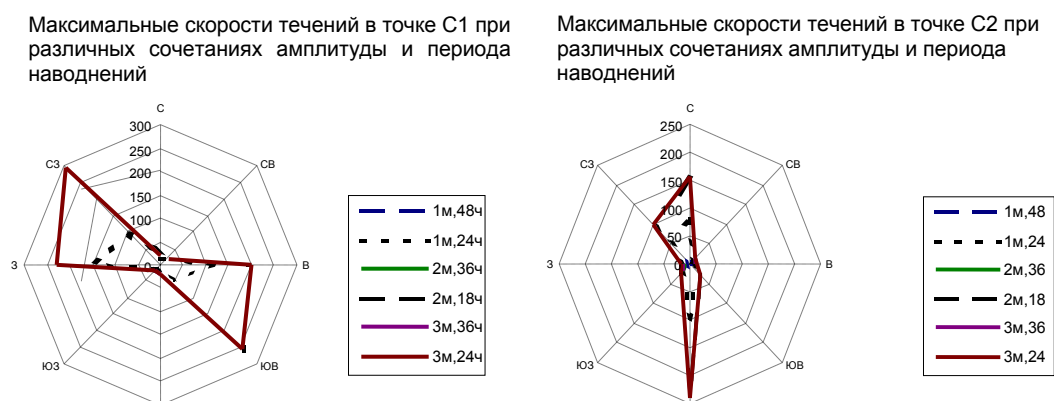 Максимальные скорости течений в точке С1 при
различных сочетаниях амплитуды и периода
наводнений
С
300
250
200
150
100
0
СВ
В
ЮВ
ЮЗ
З
СЗ
1м,48ч
1м,24ч
2м,36ч
2м,18ч
3м,36ч
3м,24ч
Максимальные скорости течений в точке С2 при
различных сочетаниях амплитуды и периода
наводнений
С
250
200
150
100
50
0
СВ
В
ЮВ
ЮЗ
З
СЗ
1м,48
1м,24
2м,36
2м,18
3м,36
3м,24